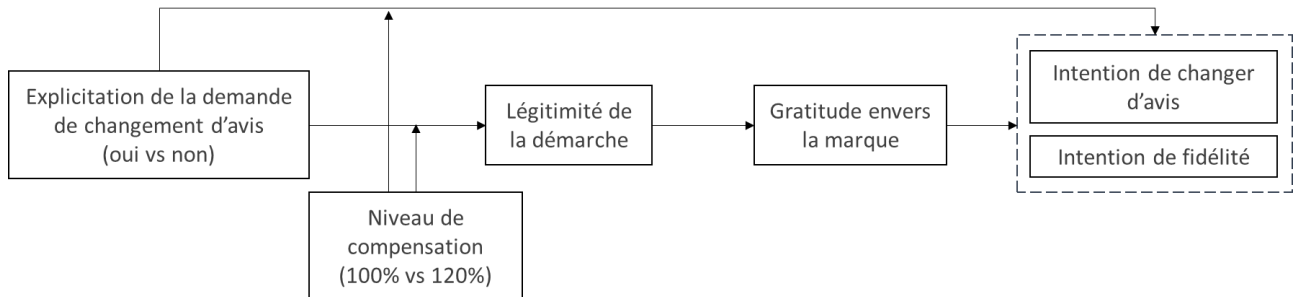 Explicitation de la demande
de changement d’avis
(oui vs non)
Légitimité de
la démarche
Gratitude envers
la marque
Intention de changer
d’avis
Intention de fidélité
Niveau de
compensation
(100% vs 120%)